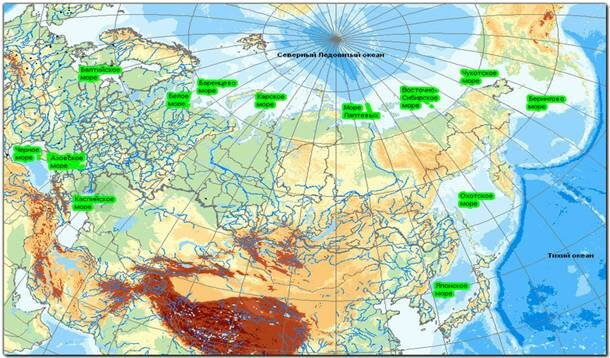 Северный Ледовитый океан
Балтийское
море
Белое
море
Баренцево
море
Карское
море
Море
Лаптевых
Восточно-
Сибирское
море
Чукотское
море
Берингово
море
Черное
море
Азовское
море
Каспийское
море
Охотское
море
Тихий океан
Японское
море